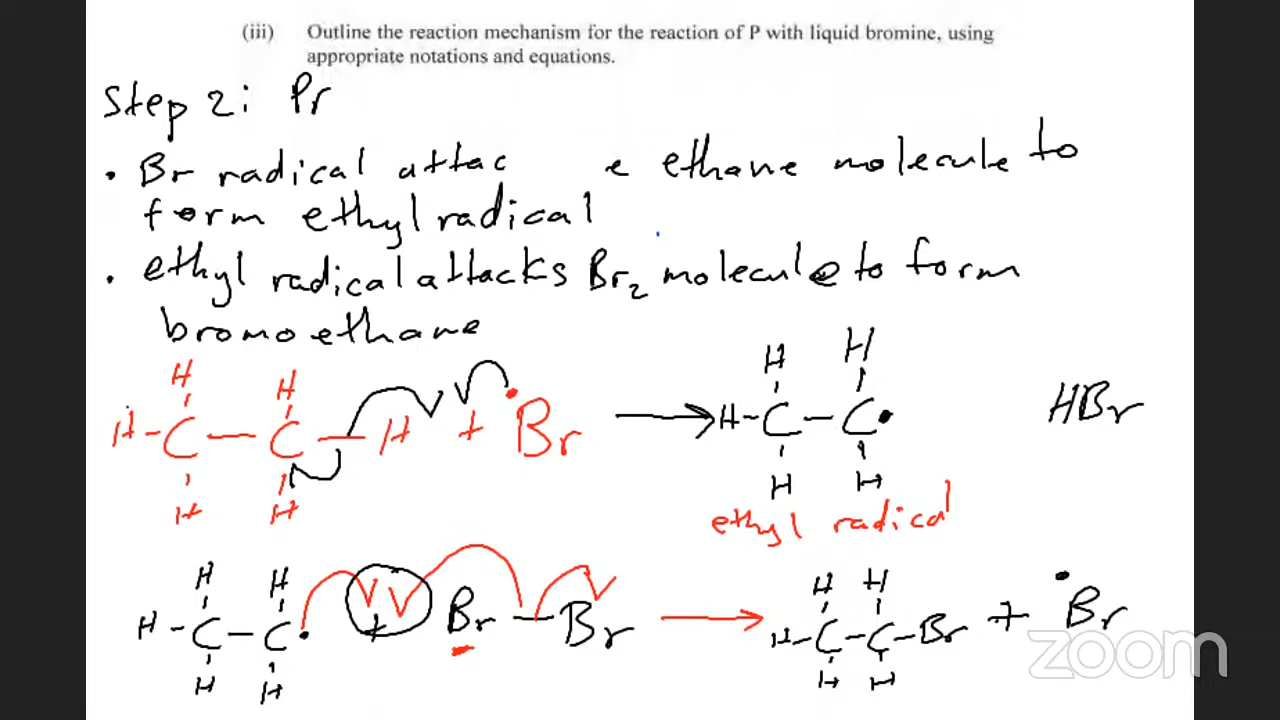 (iii) Outline the reaction mechanism for the reaction of P with liquid bromine, using
appropriate notations and equations.
Step 2: Pr
• Br radical attac e ethane molecule to
form ethyl radical
• ethyl radical attacks Br₂ molecule to form
bromoethane
H H H H
H - C - C - H + •Br → H - C - C• HBr
H H H H
ethyl radical
H H H H
H - C - C• + Br - Br → H - C - C - Br + •Br
H H H H
zoom